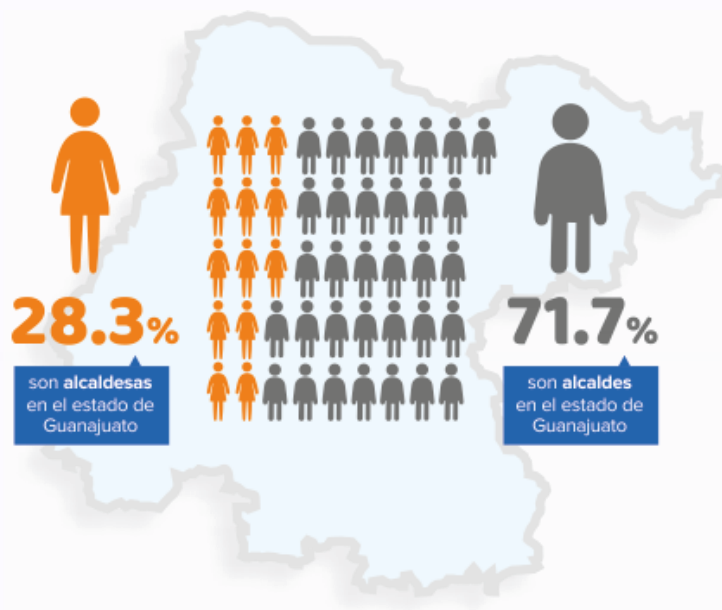 28.3%
son alcaldesas
en el estado de
Guanajuato
71.7%
son alcaldes
en el estado de
Guanajuato